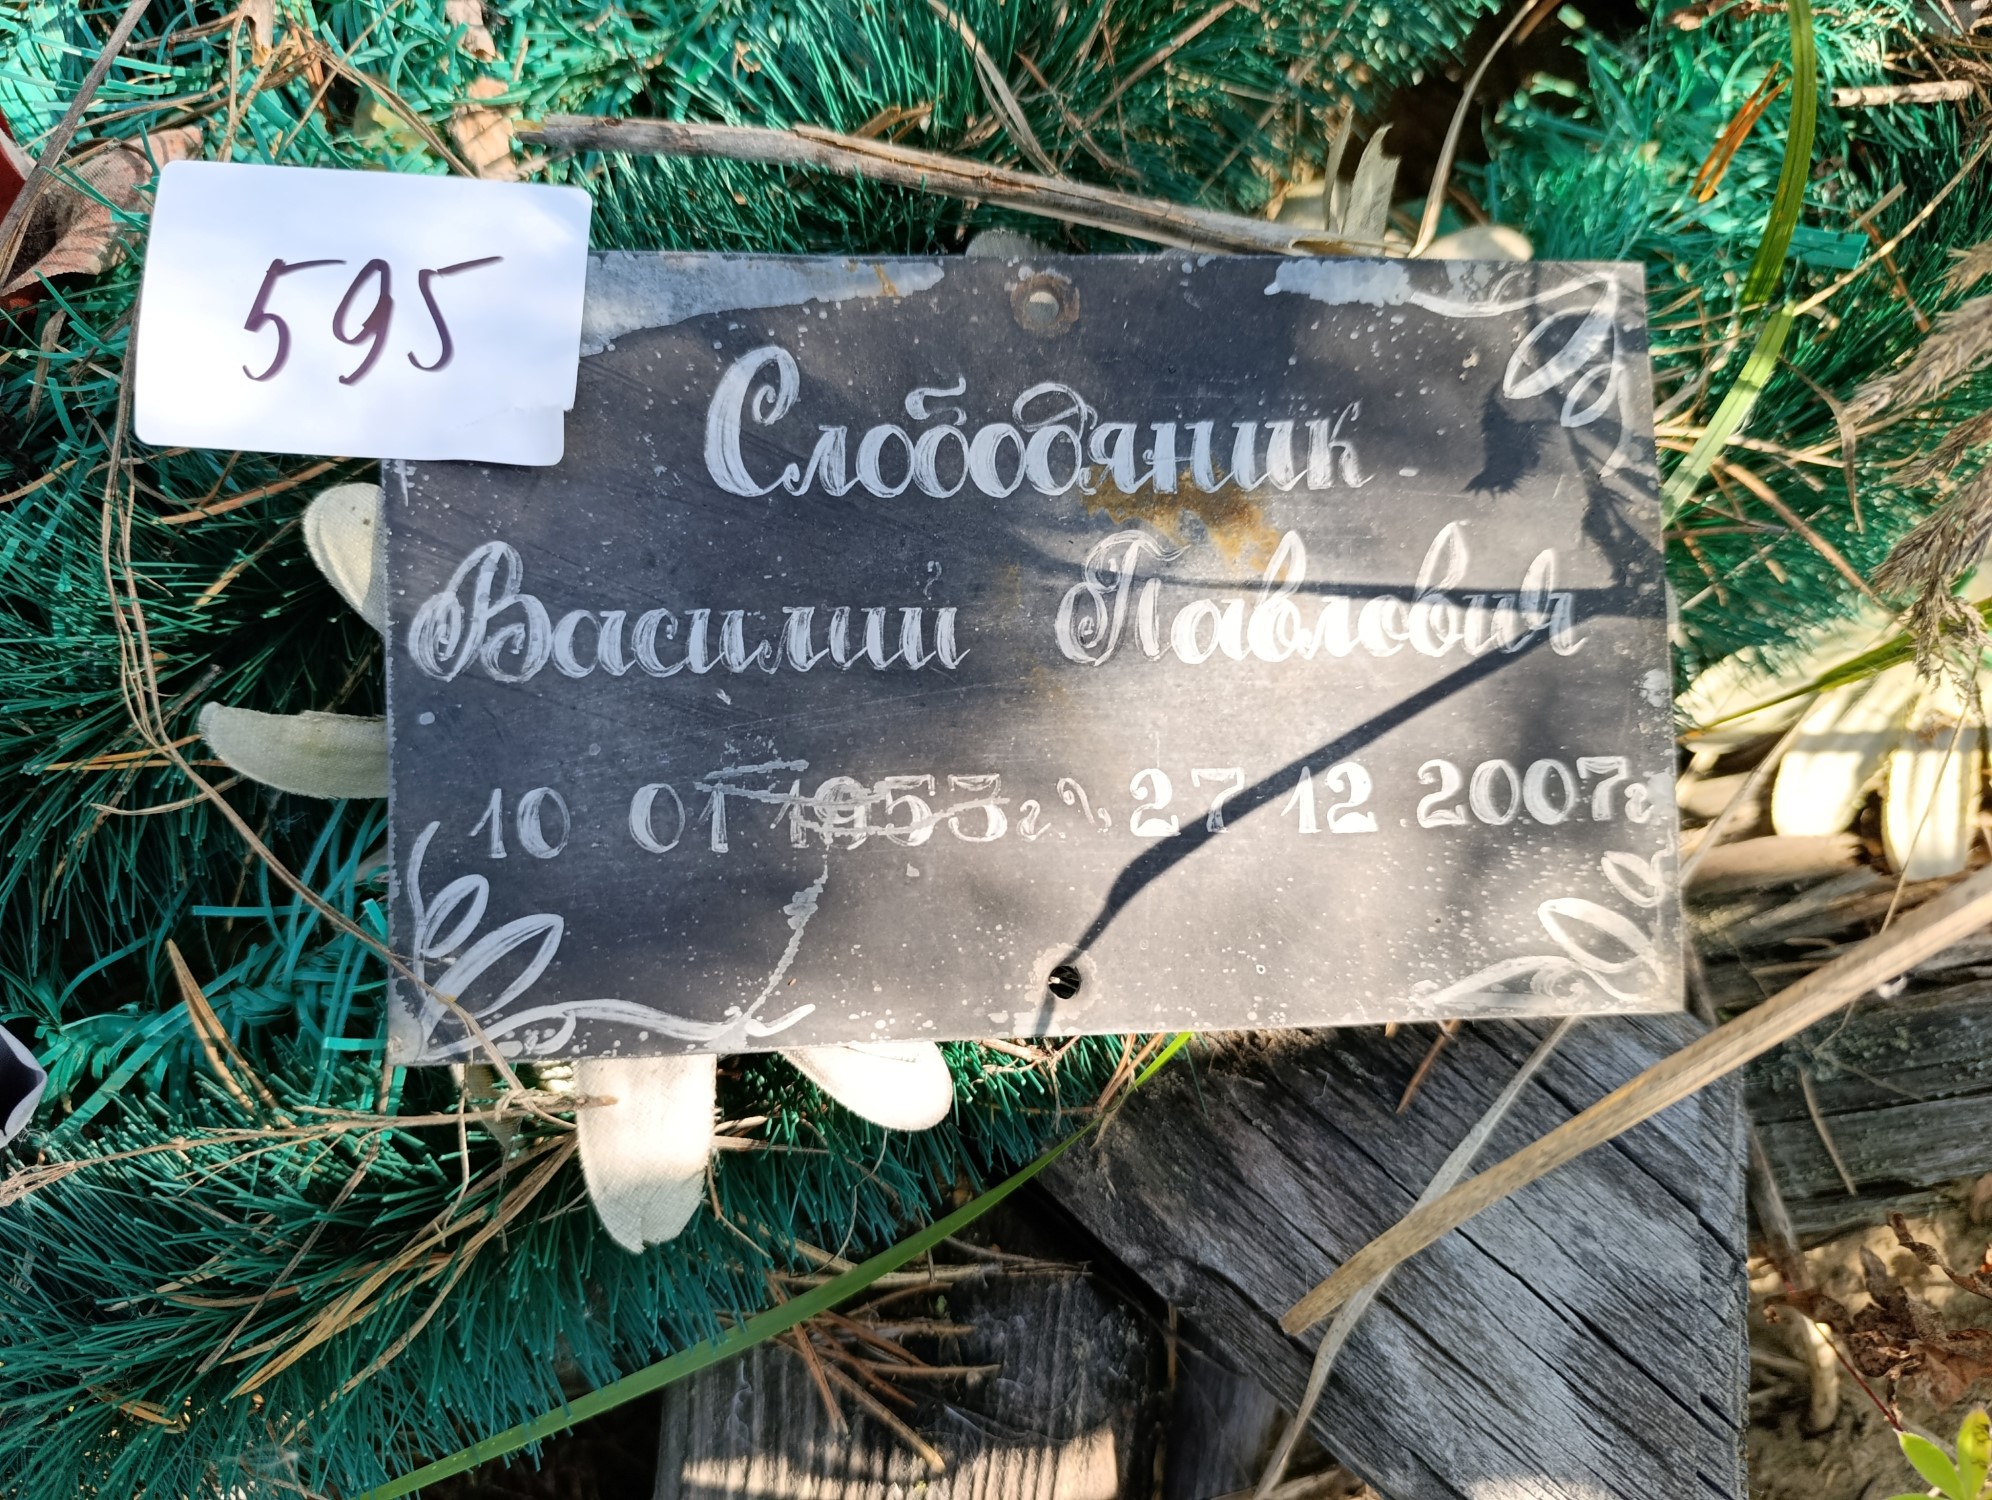 595
Слободяник
Василий Павлович
10 01 1953г. 27 12 2007г